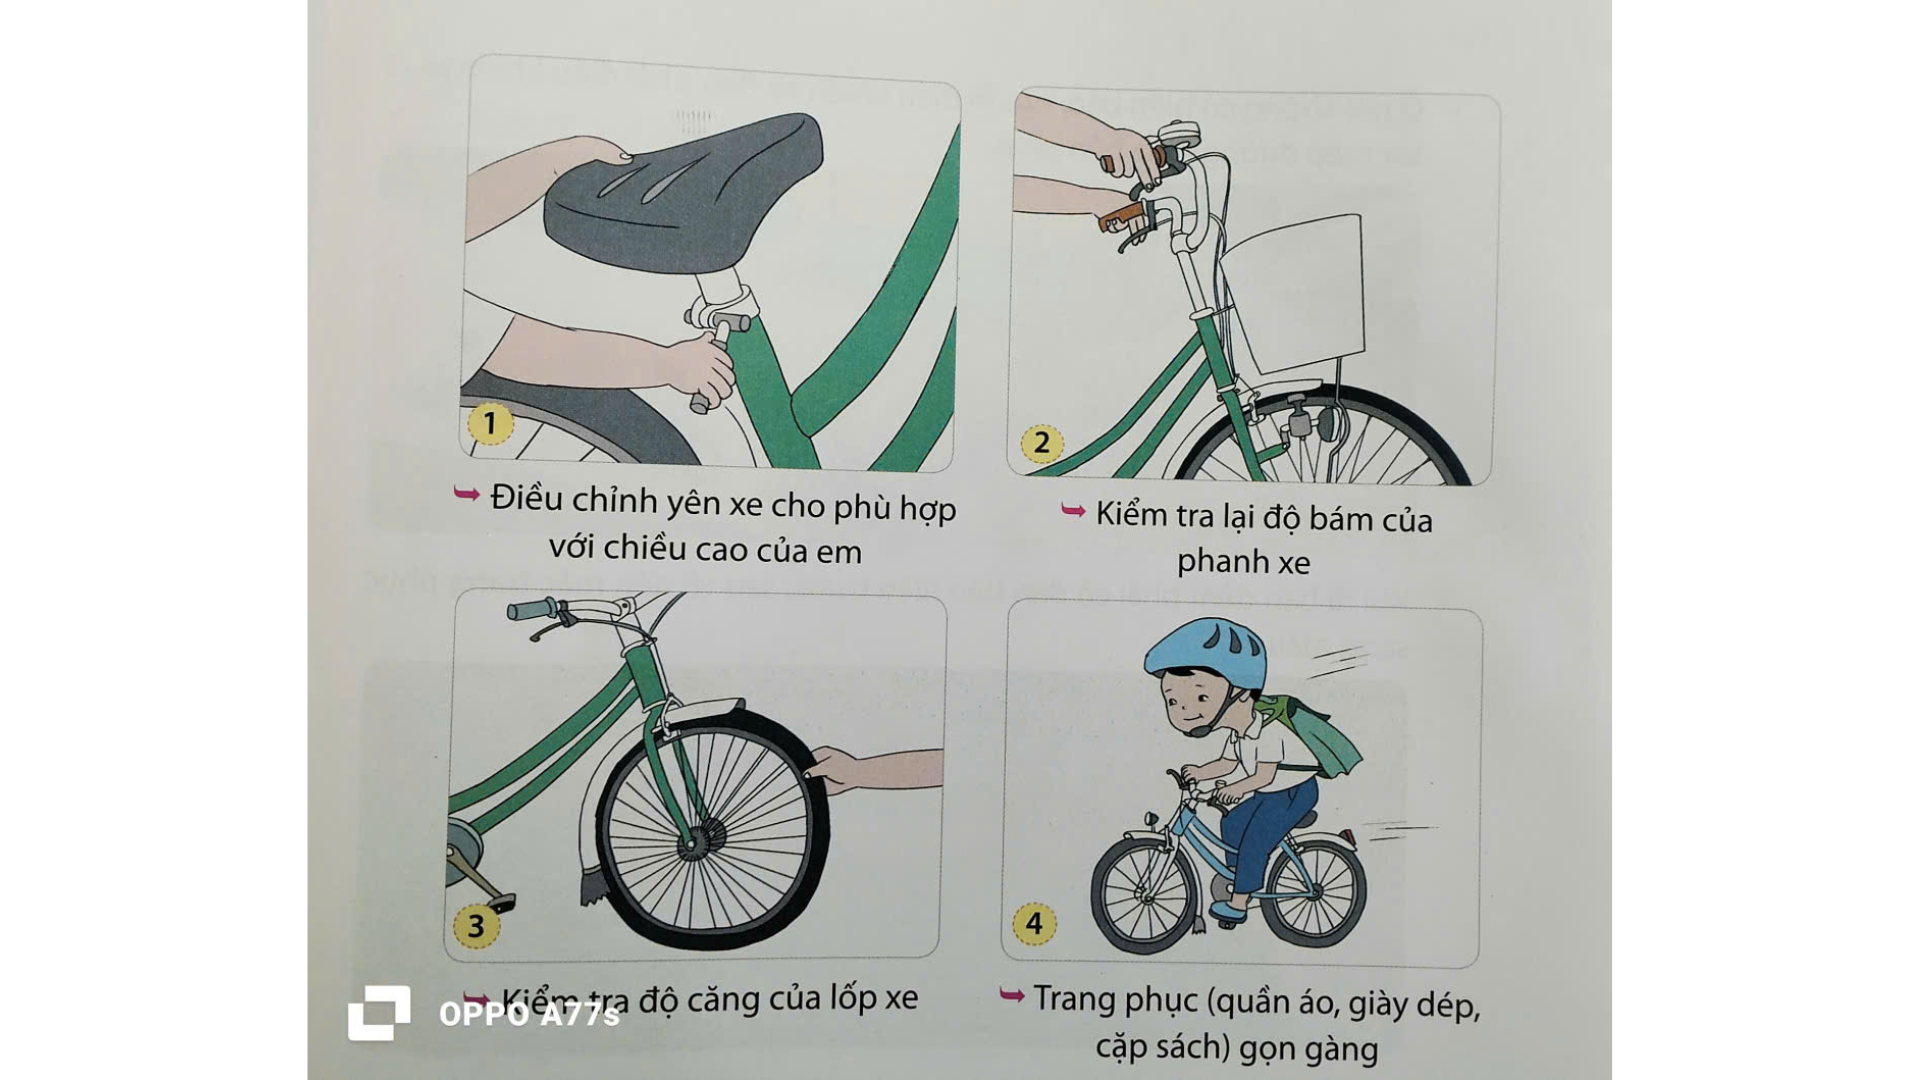 1
2
Điều chỉnh yên xe cho phù hợp
với chiều cao của em
Kiểm tra lại độ bám của
phanh xe
3
4
Kiểm tra độ căng của lốp xe
OPPO A77s
Trang phục (quần áo, giày dép,
cặp sách) gọn gàng